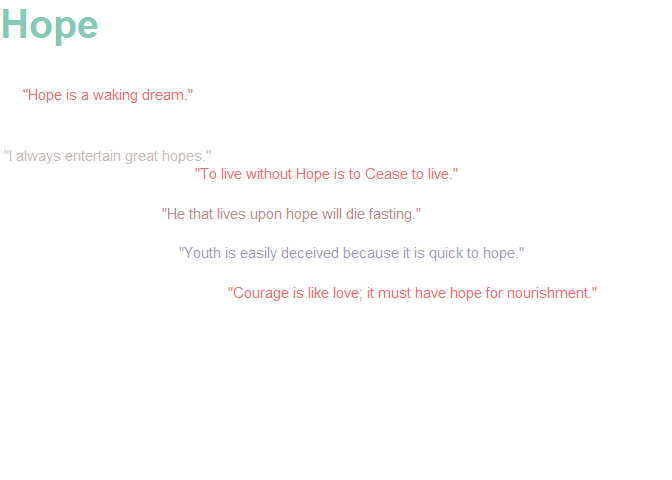 Hope
"Hope is a waking dream."
"I always entertain great hopes."
"To live without Hope is to Cease to live."
"He that lives upon hope will die fasting."
"Youth is easily deceived because it is quick to hope."
"Courage is like love; it must have hope for nourishment."